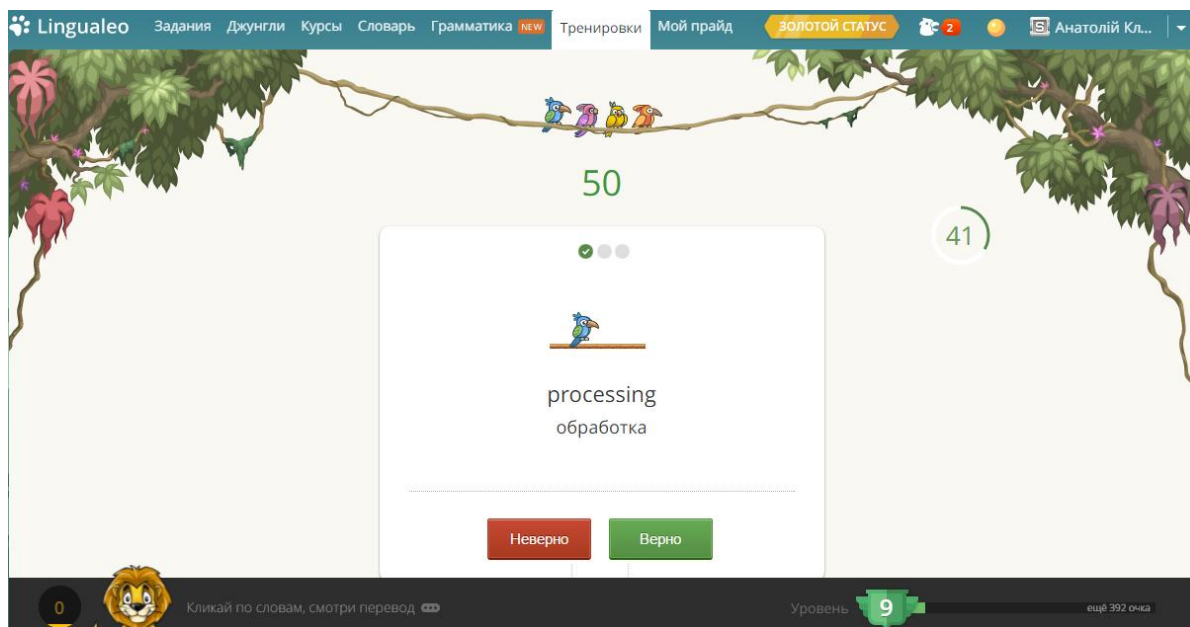 Lingualeo Задания Джунгли Курсы Словарь Грамматика NEW Тренировки Мой прайд ЗОЛОТОЙ СТАТУС 2 S Анатолій Кл...
50
41
processing
обработка
Неверно Верно
0 Кликай по словам, смотри перевод Уровень 9 ещё 392 очка